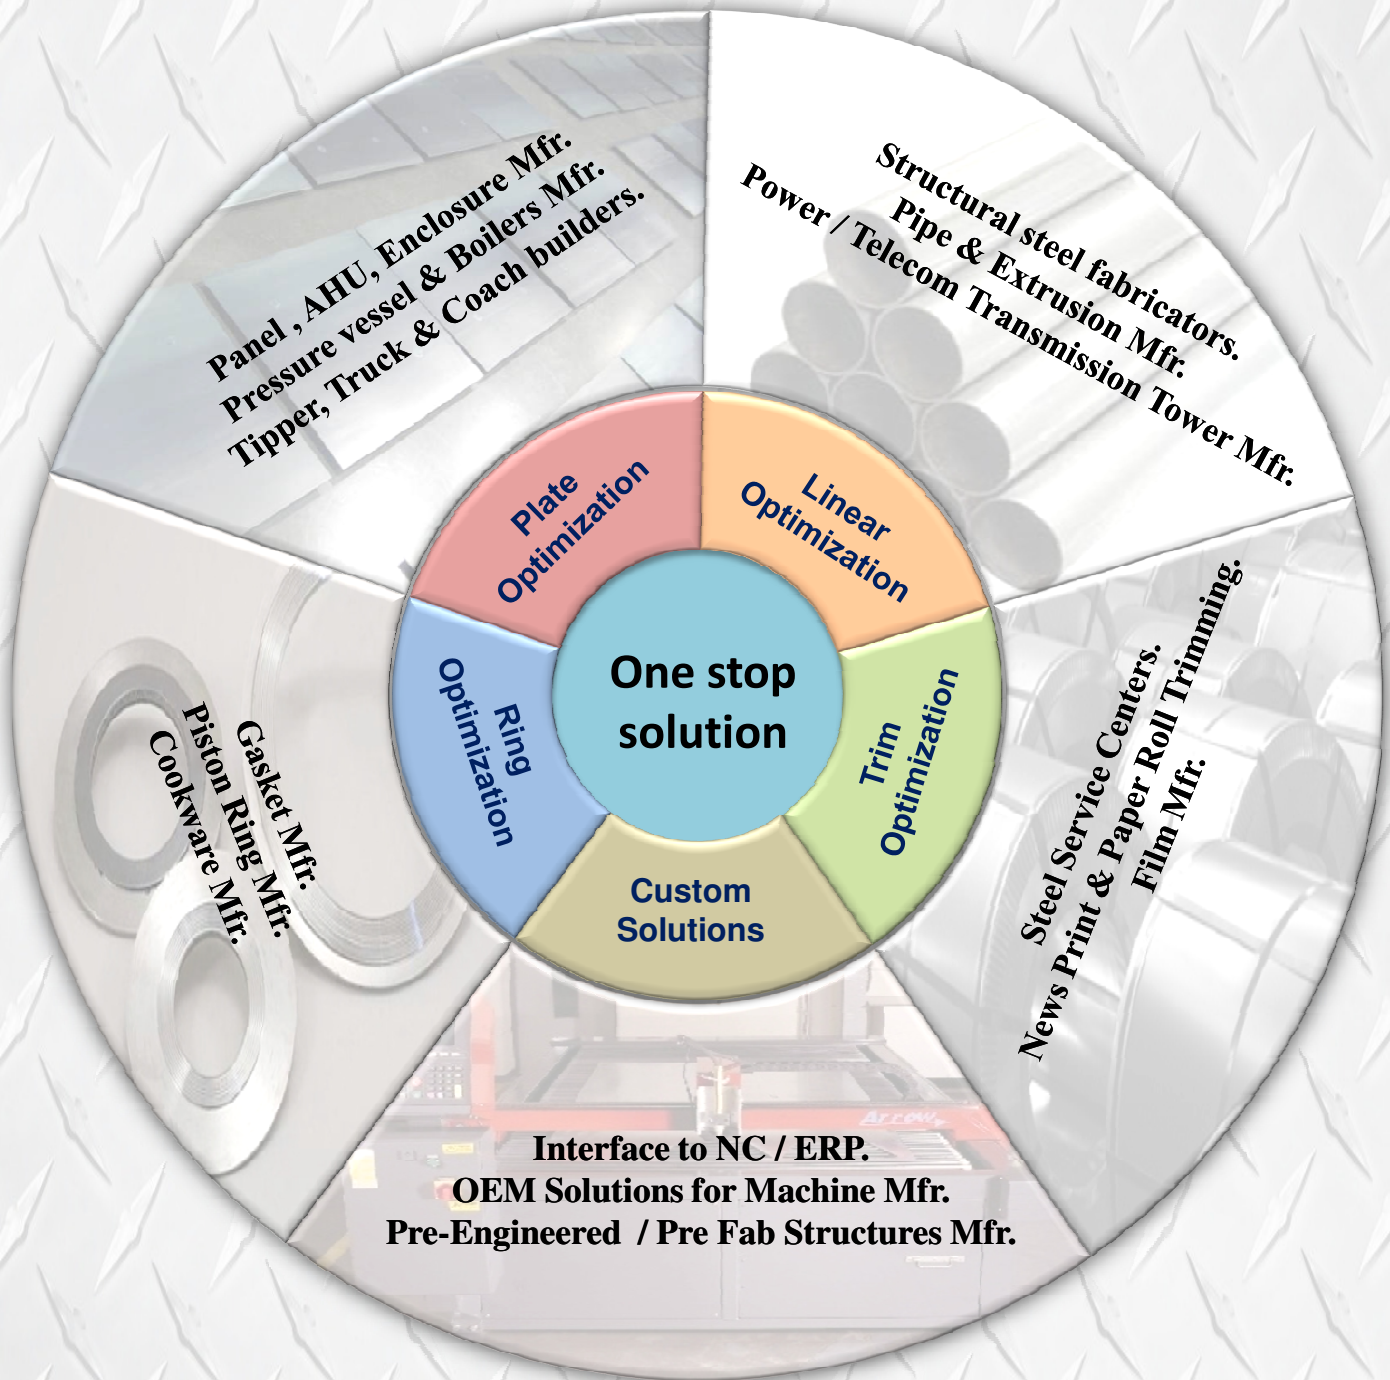 Panel , AHU, Enclosure Mfr.
Pressure vessel & Boilers Mfr.
Tipper, Truck & Coach builders.
Structural steel fabricators.
Pipe & Extrusion Mfr.
Power / Telecom Transmission Tower Mfr.
Plate
Optimization
Linear
Optimization
Ring
Optimization
One stop
solution
Trim
Optimization
Custom
Solutions
Gasket Mfr.
Piston Ring Mfr.
Cookware Mfr.
Steel Service Centers.
News Print & Paper Roll Trimming.
Film Mfr.
Arrow
Interface to NC / ERP.
OEM Solutions for Machine Mfr.
Pre-Engineered  / Pre Fab Structures Mfr.